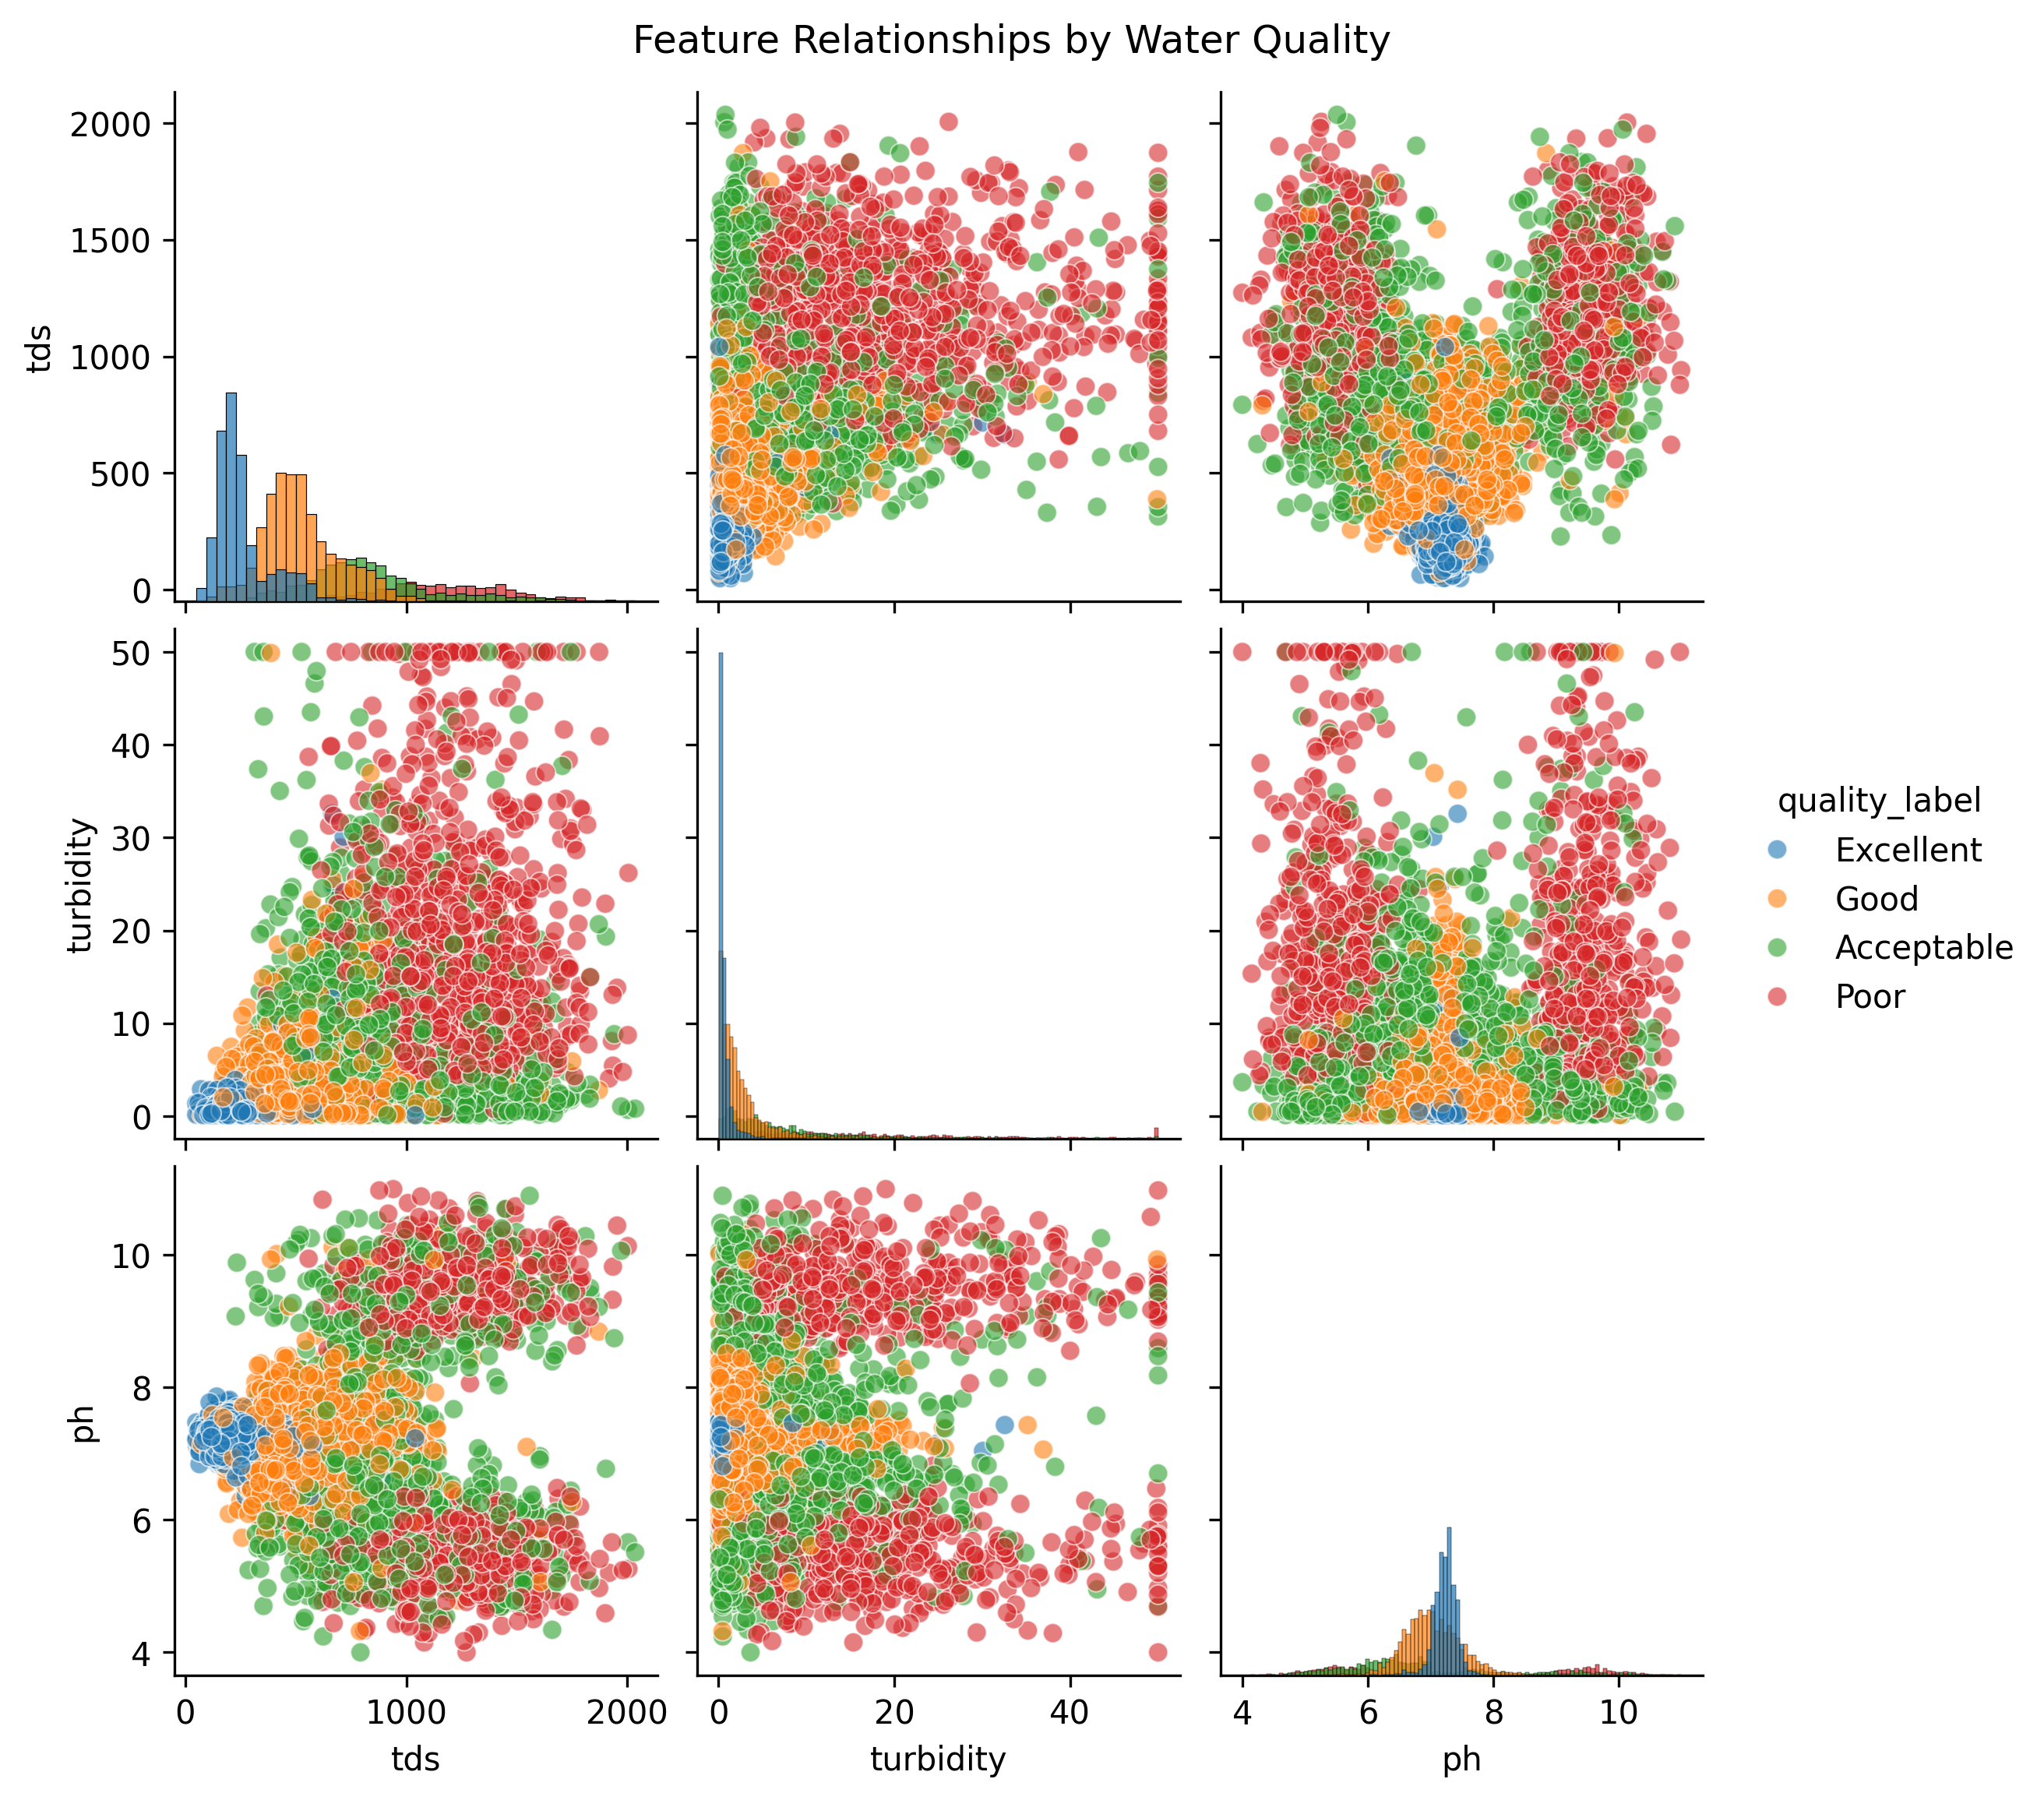 Feature Relationships by Water Quality
2000
1500
1000
500
0
tds
50
40
30
20
10
0
turbidity
quality_label
Excellent
Good
Acceptable
Poor
10
8
6
4
ph
0 1000 2000
0 20 40
4 6 8 10
tds
turbidity
ph